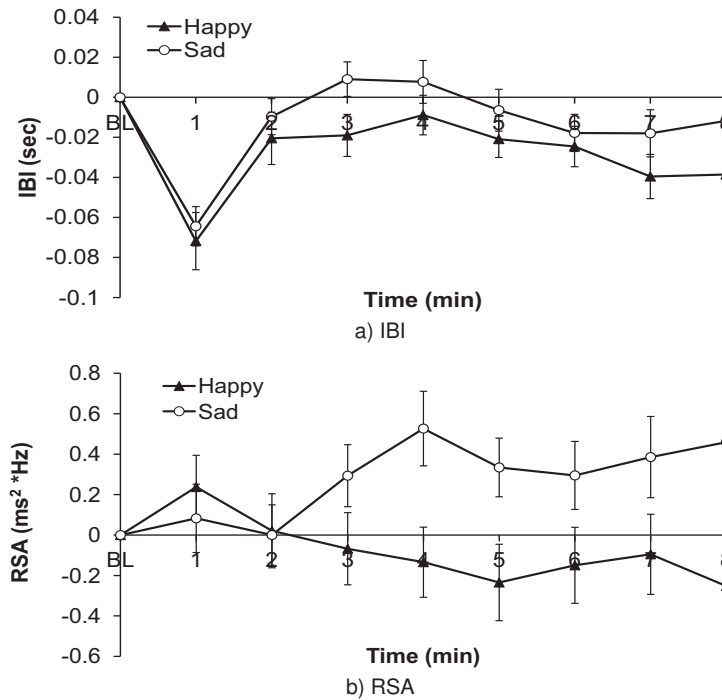 0.04
Happy
Sad
0.02
0
BL 1 2 3 4 5 6 7
-0.02
-0.04
-0.06
-0.08
-0.1
IBI (sec)
Time (min)
a) IBI
0.8
Happy
0.6
Sad
0.4
0.2
0
BL 1 2 3 4 5 6 7 8
-0.2
-0.4
-0.6
RSA (ms² *Hz)
Time (min)
b) RSA